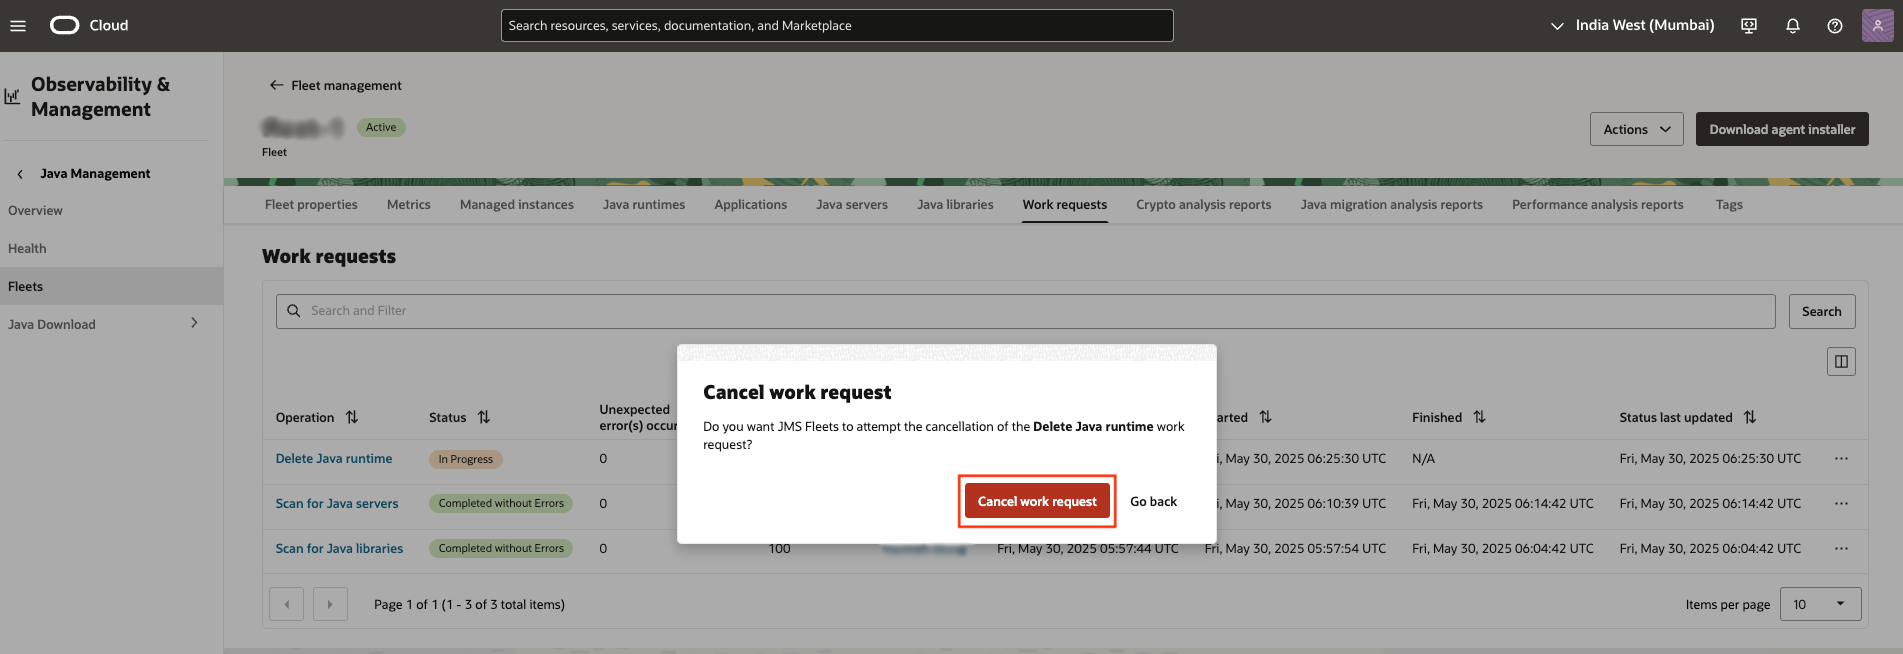 Cloud
Search resources, services, documentation, and Marketplace
India West (Mumbai)
Observability &
Management
Java Management
Overview
Health
Fleets
Java Download
Fleet management
Active
Fleet
Actions
Download agent installer
Fleet properties Metrics Managed instances Java runtimes Applications Java servers Java libraries Work requests Crypto analysis reports Java migration analysis reports Performance analysis reports Tags
Work requests
Search and Filter
Search
Operation Status Unexpected
error(s) occur
arted Finished Status last updated
Delete Java runtime In Progress 0 i, May 30, 2025 06:25:30 UTC N/A Fri, May 30, 2025 06:25:30 UTC
Scan for Java servers Completed without Errors 0 i, May 30, 2025 06:10:39 UTC Fri, May 30, 2025 06:14:42 UTC Fri, May 30, 2025 06:14:42 UTC
Scan for Java libraries Completed without Errors 0 100 Fri, May 30, 2025 05:57:44 UTC Fri, May 30, 2025 05:57:54 UTC Fri, May 30, 2025 06:04:42 UTC Fri, May 30, 2025 06:04:42 UTC
Cancel work request
Do you want JMS Fleets to attempt the cancellation of the Delete Java runtime work
request?
Cancel work request Go back
Page 1 of 1 (1 - 3 of 3 total items)
Items per page 10